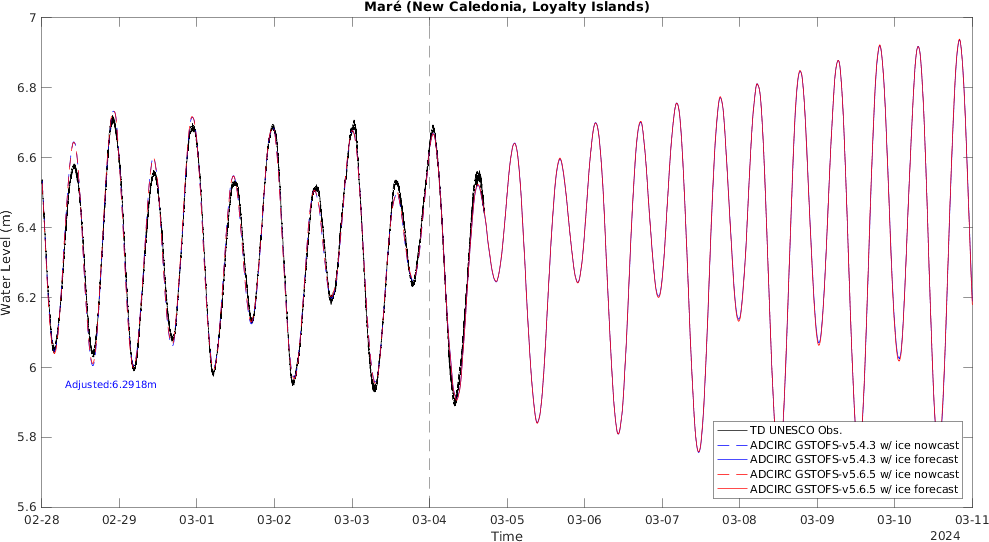 Maré (New Caledonia, Loyalty Islands)
7
6.8
6.6
6.4
6.2
6
5.8
5.6
Water Level (m)
Adjusted:6.2918m
TD UNESCO Obs.
ADCIRC GSTOFS-v5.4.3 w/ ice nowcast
ADCIRC GSTOFS-v5.4.3 w/ ice forecast
ADCIRC GSTOFS-v5.6.5 w/ ice nowcast
ADCIRC GSTOFS-v5.6.5 w/ ice forecast
02-28 02-29 03-01 03-02 03-03 03-04 03-05 03-06 03-07 03-08 03-09 03-10 03-11
Time
2024